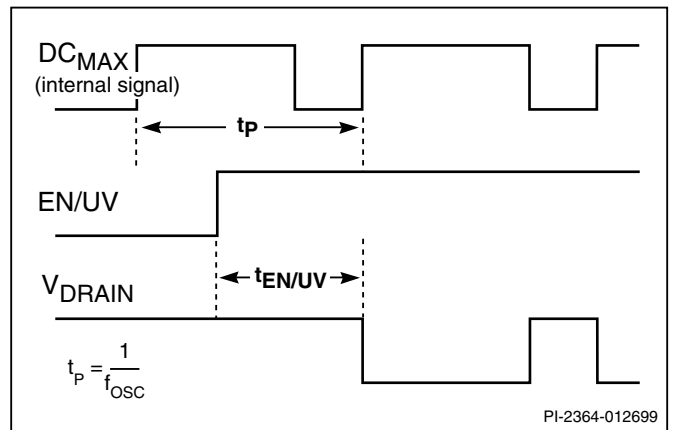 DCMAX
(internal signal)
tP
EN/UV
tEN/UV
VDRAIN
tP = 1/fOSC
PI-2364-012699